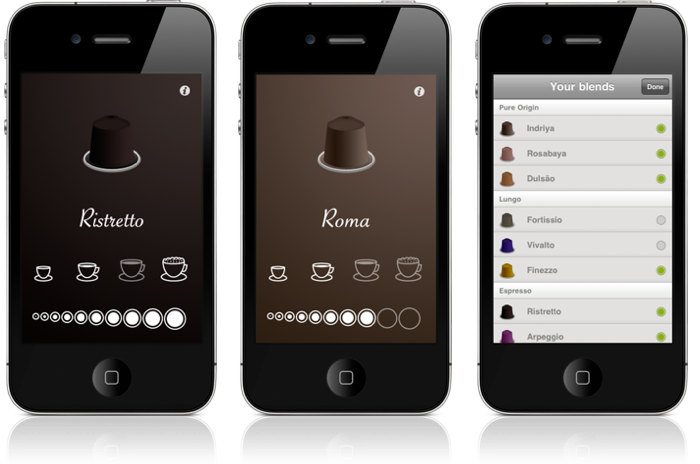 i
Ristretto
i
Roma
Your blends
Done
Pure Origin
Indriya
Rosabaya
Dulsão
Lungo
Fortissio
Vivalto
Finezzo
Espresso
Ristretto
Arpeggio